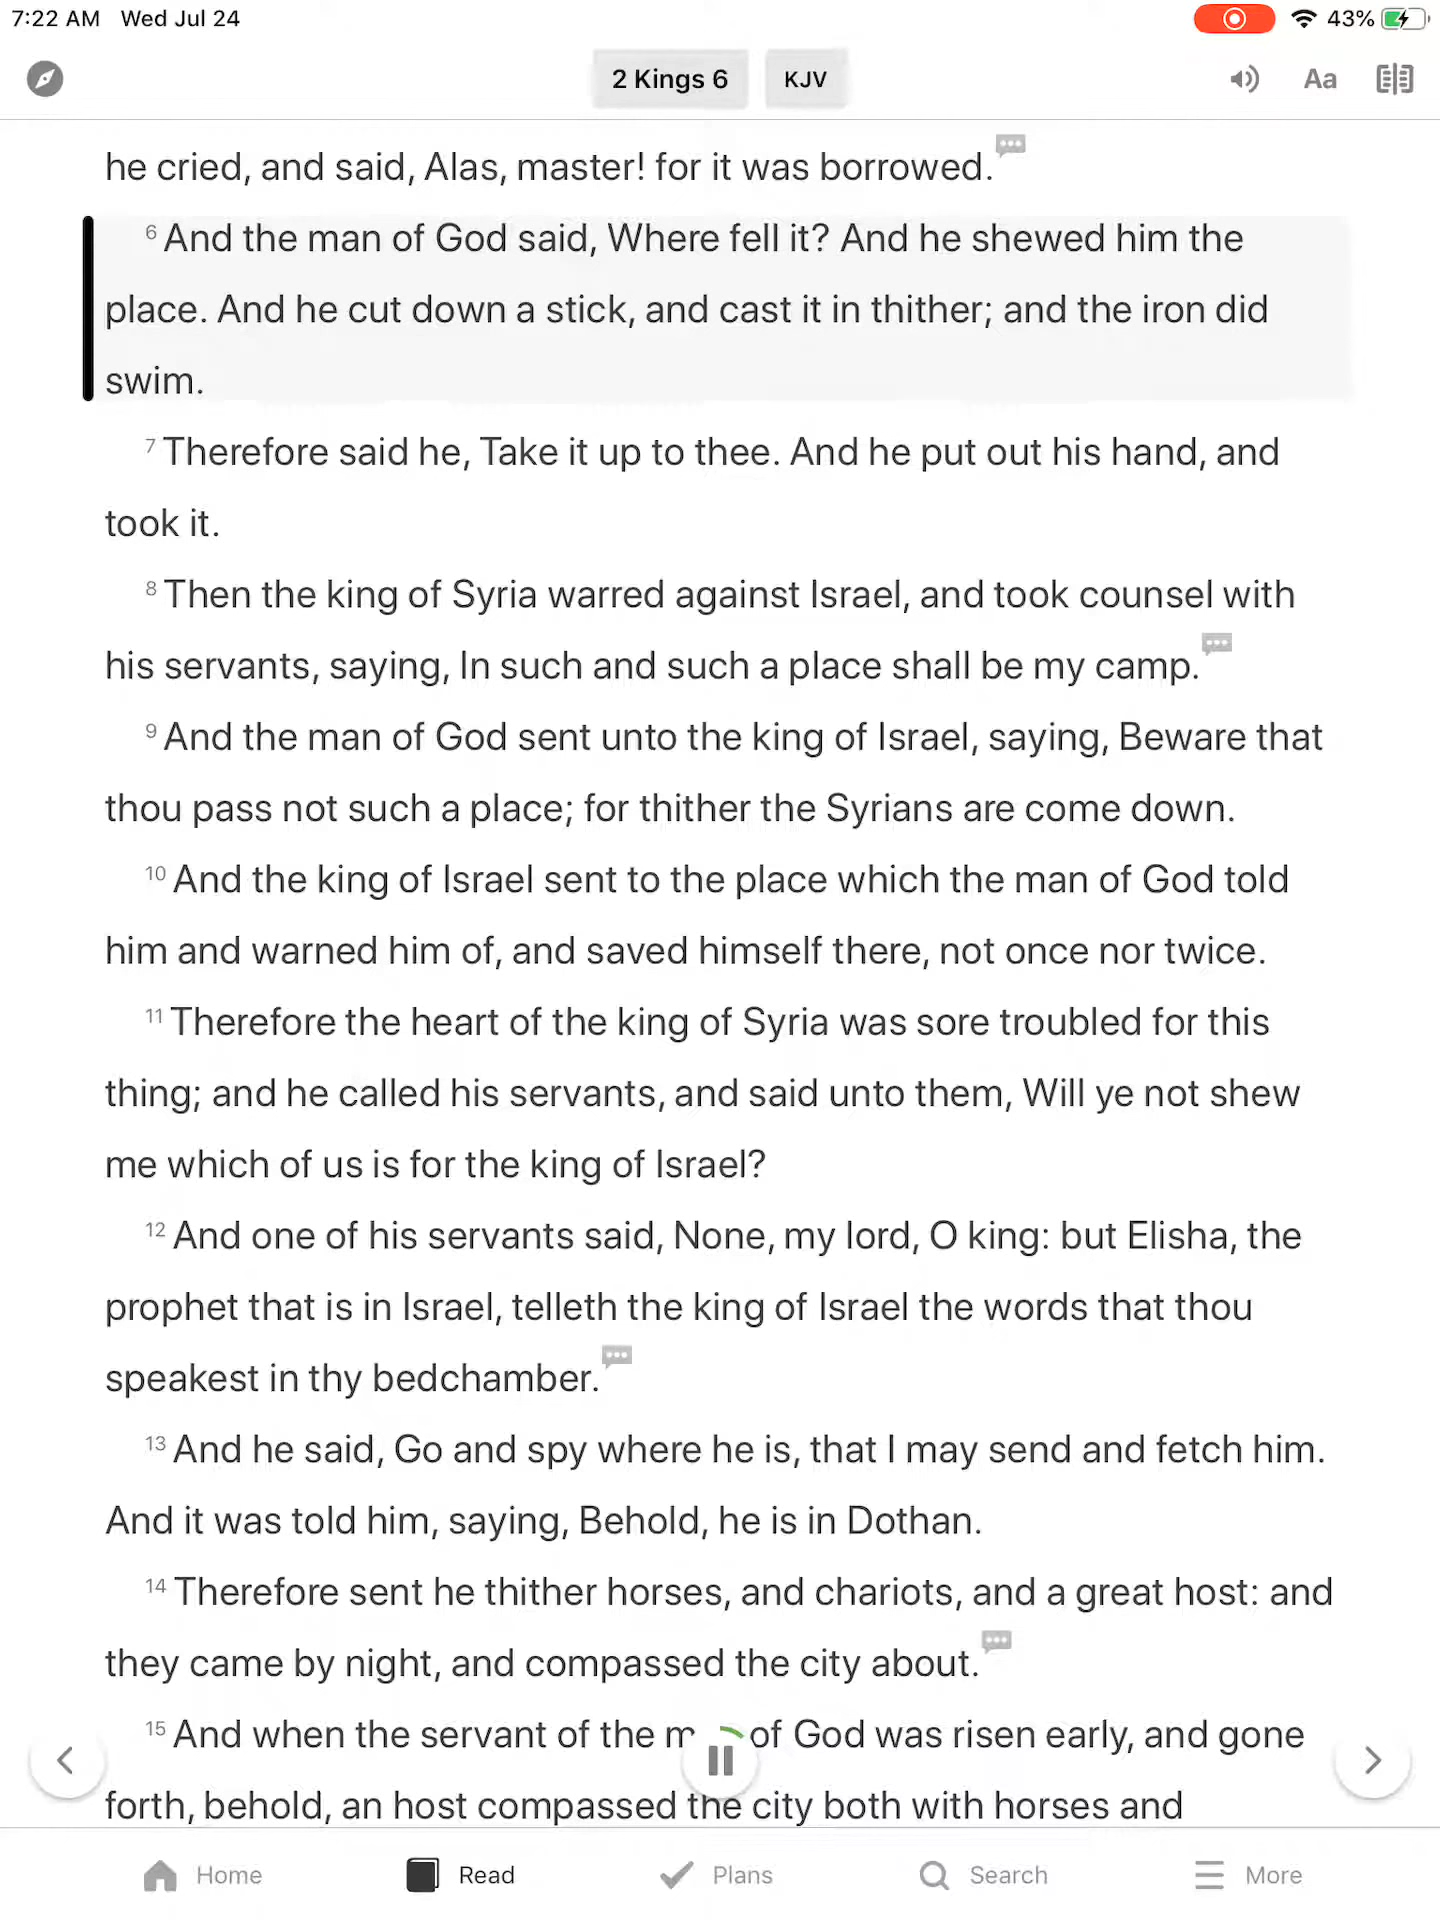 7:22 AM Wed Jul 24 43%
2 Kings 6 KJV Aa
he cried, and said, Alas, master! for it was borrowed.
6 And the man of God said, Where fell it? And he shewed him the
place. And he cut down a stick, and cast it in thither; and the iron did
swim.
7 Therefore said he, Take it up to thee. And he put out his hand, and
took it.
8 Then the king of Syria warred against Israel, and took counsel with
his servants, saying, In such and such a place shall be my camp.
9 And the man of God sent unto the king of Israel, saying, Beware that
thou pass not such a place; for thither the Syrians are come down.
10 And the king of Israel sent to the place which the man of God told
him and warned him of, and saved himself there, not once nor twice.
11 Therefore the heart of the king of Syria was sore troubled for this
thing; and he called his servants, and said unto them, Will ye not shew
me which of us is for the king of Israel?
12 And one of his servants said, None, my lord, O king: but Elisha, the
prophet that is in Israel, telleth the king of Israel the words that thou
speakest in thy bedchamber.
13 And he said, Go and spy where he is, that I may send and fetch him.
And it was told him, saying, Behold, he is in Dothan.
14 Therefore sent he thither horses, and chariots, and a great host: and
they came by night, and compassed the city about.
15 And when the servant of the of God was risen early, and gone
forth, behold, an host compassed the city both with horses and
Home Read Plans Search More